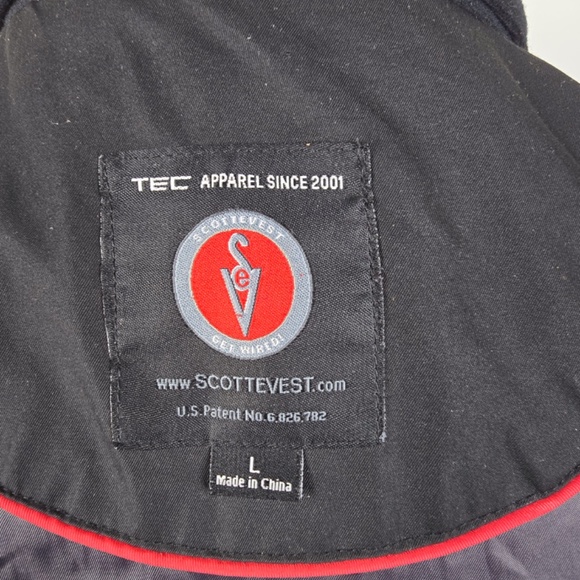 TEC APPAREL SINCE 2001
SCOTTEVEST
SeV
GET WIRED!
www.SCOTTEVEST.com
U.S. Patent No.6,826,782
L
Made in China